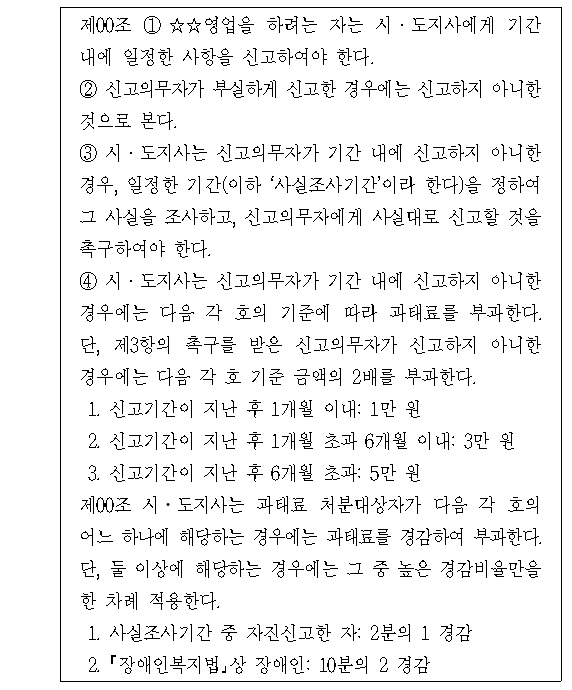 제00조 ① ☆☆영업을 하려는 자는 시·도지사에게 기간
내에 일정한 사항을 신고하여야 한다.
② 신고의무자가 부실하게 신고한 경우에는 신고하지 아니한
것으로 본다.
③ 시·도지사는 신고의무자가 기간 내에 신고하지 아니한
경우, 일정한 기간(이하 ‘사실조사기간’이라 한다)을 정하여
그 사실을 조사하고, 신고의무자에게 사실대로 신고할 것을
촉구하여야 한다.
④ 시·도지사는 신고의무자가 기간 내에 신고하지 아니한
경우에는 다음 각 호의 기준에 따라 과태료를 부과한다.
단, 제3항의 촉구를 받은 신고의무자가 신고하지 아니한
경우에는 다음 각 호 기준 금액의 2배를 부과한다.
1. 신고기간이 지난 후 1개월 이내: 1만 원
2. 신고기간이 지난 후 1개월 초과 6개월 이내: 3만 원
3. 신고기간이 지난 후 6개월 초과: 5만 원
제00조 시·도지사는 과태료 처분대상자가 다음 각 호의
어느 하나에 해당하는 경우에는 과태료를 경감하여 부과한다.
단, 둘 이상에 해당하는 경우에는 그 중 높은 경감비율만을
한 차례 적용한다.
1. 사실조사기간 중 자진신고한 자: 2분의 1 경감
2. 「장애인복지법」상 장애인: 10분의 2 경감